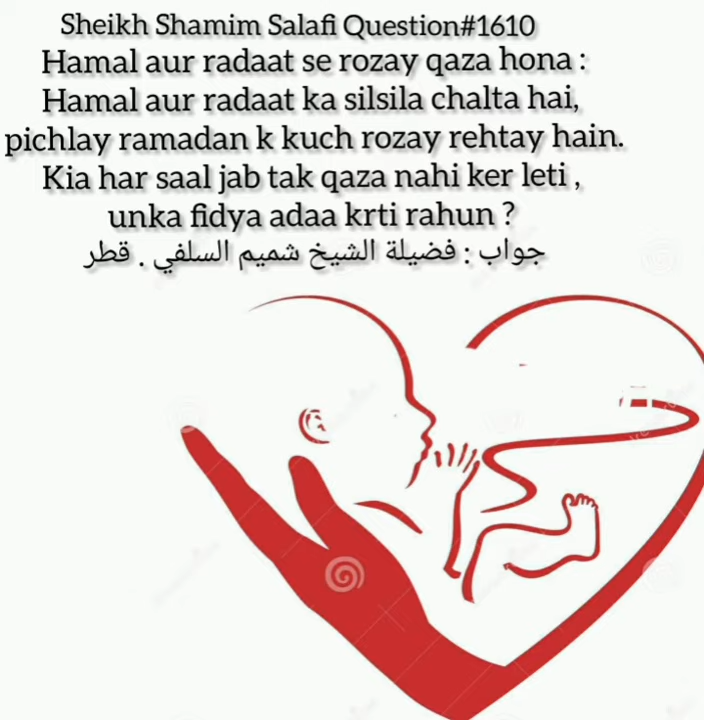 Sheikh Shamim Salafi Question#1610
Hamal aur radaat se rozay qaza hona :
Hamal aur radaat ka silsila chalta hai,
pichlay ramadan k kuch rozay rehtay hain.
Kia har saal jab tak qaza nahi ker leti ,
unka fidya adaa krti rahun ?
جواب : فضيلة الشيخ شميم السلفي . قطر